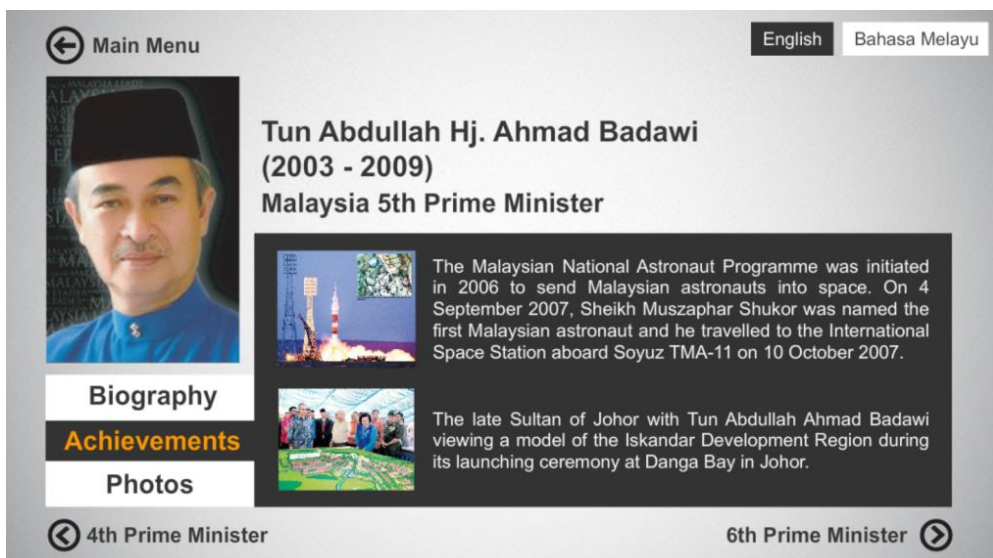 Main Menu
English
Bahasa Melayu
Tun Abdullah Hj. Ahmad Badawi
(2003 - 2009)
Malaysia 5th Prime Minister
The Malaysian National Astronaut Programme was initiated
in 2006 to send Malaysian astronauts into space. On 4
September 2007, Sheikh Muszaphar Shukor was named the
first Malaysian astronaut and he travelled to the International
Space Station aboard Soyuz TMA-11 on 10 October 2007.
The late Sultan of Johor with Tun Abdullah Ahmad Badawi
viewing a model of the Iskandar Development Region during
its launching ceremony at Danga Bay in Johor.
Biography
Achievements
Photos
4th Prime Minister
6th Prime Minister